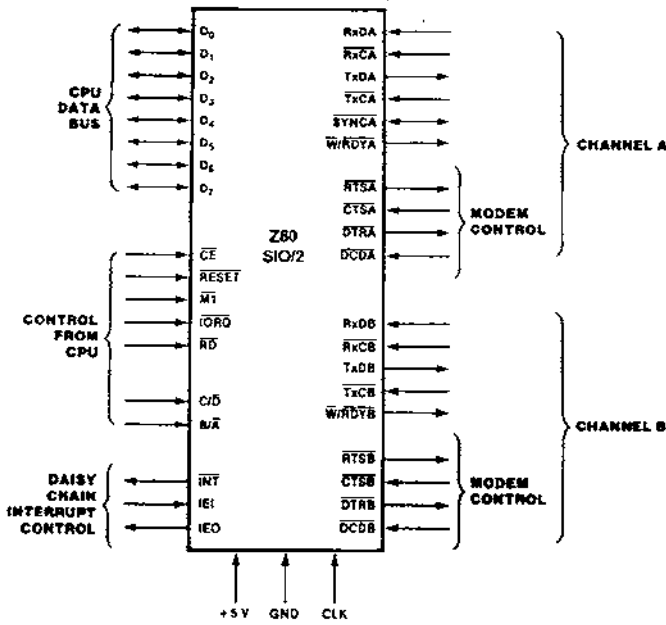 D0
D1
D2
D3
D4
D5
D6
D7
CPU
DATA
BUS
CE
RESET
M1
IORQ
RD
C/D
B/A
CONTROL
FROM
CPU
INT
IEI
IEO
DAISY
CHAIN
INTERRUPT
CONTROL
Z80
SIO/2
RxDA
RxCA
TxDA
TxCA
SYNCA
W/RDYA
RTSA
CTSA
DTRA
DCDA
MODEM
CONTROL
CHANNEL A
RxDB
RxCB
TxDB
TxCB
W/RDYB
RTSB
CTSB
DTRB
DCDB
MODEM
CONTROL
CHANNEL B
+5 V GND CLK